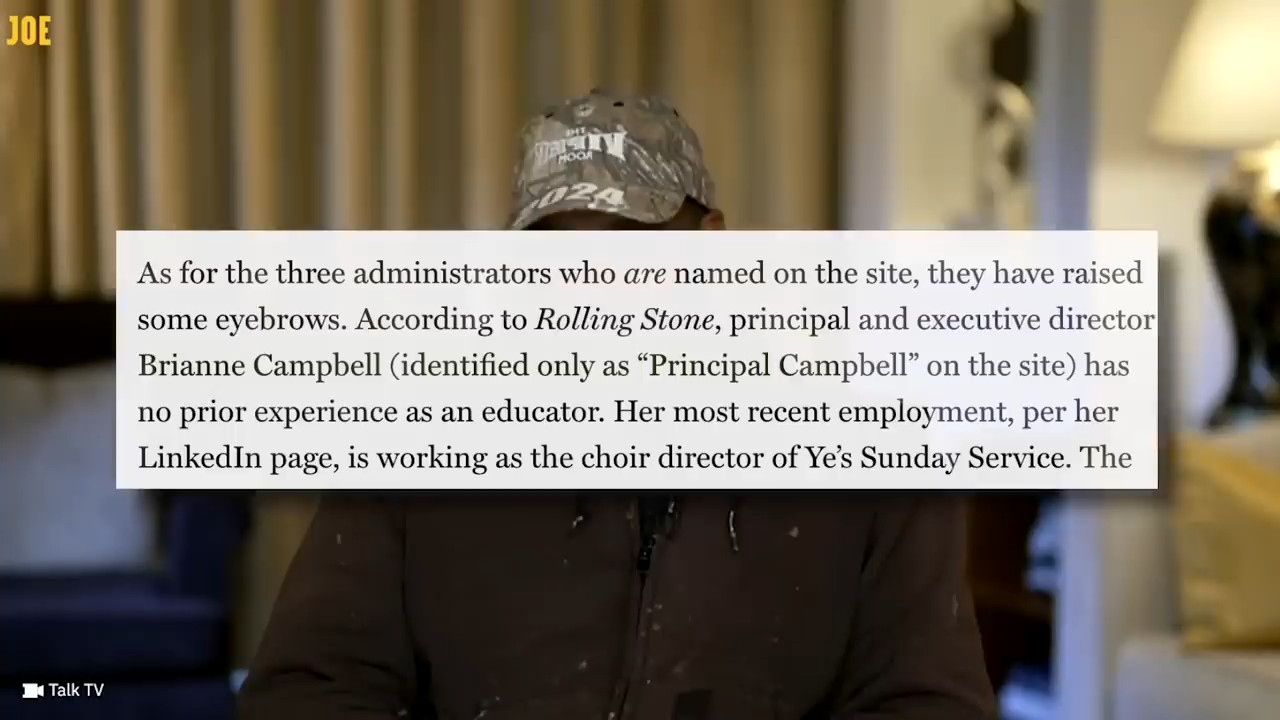 JOE
2024
As for the three administrators who are named on the site, they have raised
some eyebrows. According to Rolling Stone, principal and executive director
Brianne Campbell (identified only as “Principal Campbell” on the site) has
no prior experience as an educator. Her most recent employment, per her
LinkedIn page, is working as the choir director of Ye’s Sunday Service. The
Talk TV